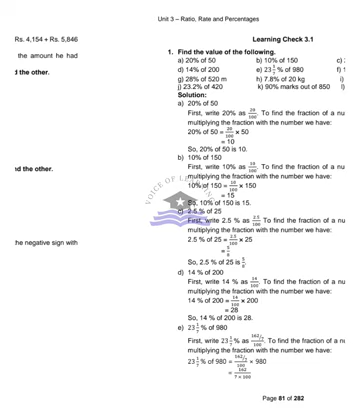 Unit 3 – Ratio, Rate and Percentages
Rs. 4,154 + Rs. 5,846
the amount he had
the other.
nd the other.
he negative sign with
Learning Check 3.1
1. Find the value of the following.
a) 20% of 50 b) 10% of 150 c)
d) 14% of 200 e) 23 1/7 % of 980 f)
g) 28% of 520 m h) 7.8% of 20 kg i)
j) 23.2% of 420 k) 90% marks out of 850 l)
Solution:
a) 20% of 50
First, write 20% as 20/100. To find the fraction of a nu
multiplying the fraction with the number we have:
20% of 50 = 20/100 × 50
= 10
So, 20% of 50 is 10.
b) 10% of 150
First, write 10% as 10/100. To find the fraction of a nu
multiplying the fraction with the number we have:
10% of 150 = 10/100 × 150
= 15
So, 10% of 150 is 15.
c) 2.5 % of 25
First, write 2.5 % as 2.5/100. To find the fraction of a nu
multiplying the fraction with the number we have:
2.5 % of 25 = 2.5/100 × 25
= 5/8
So, 2.5 % of 25 is 5/8.
d) 14 % of 200
First, write 14 % as 14/100. To find the fraction of a nu
multiplying the fraction with the number we have:
14 % of 200 = 14/100 × 200
= 28
So, 14 % of 200 is 28.
e) 23 1/7 % of 980
First, write 23 1/7 % as 162/7/100. To find the fraction of a nu
multiplying the fraction with the number we have:
23 1/7 % of 980 = 162/7/100 × 980
= 162/7 × 100
Page 81 of 282